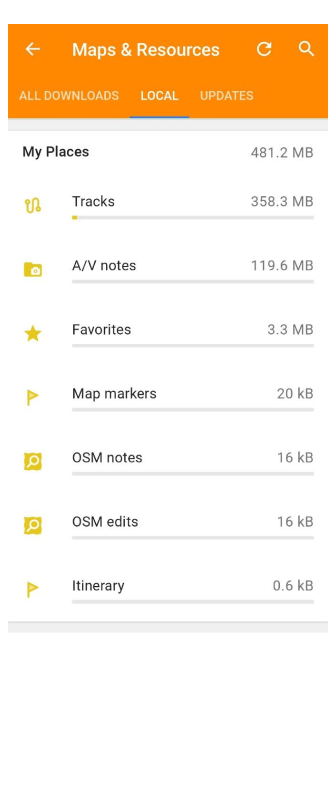 Maps & Resources
ALL DOWNLOADS LOCAL UPDATES
My Places 481.2 MB
Tracks 358.3 MB
A/V notes 119.6 MB
Favorites 3.3 MB
Map markers 20 kB
OSM notes 16 kB
OSM edits 16 kB
Itinerary 0.6 kB